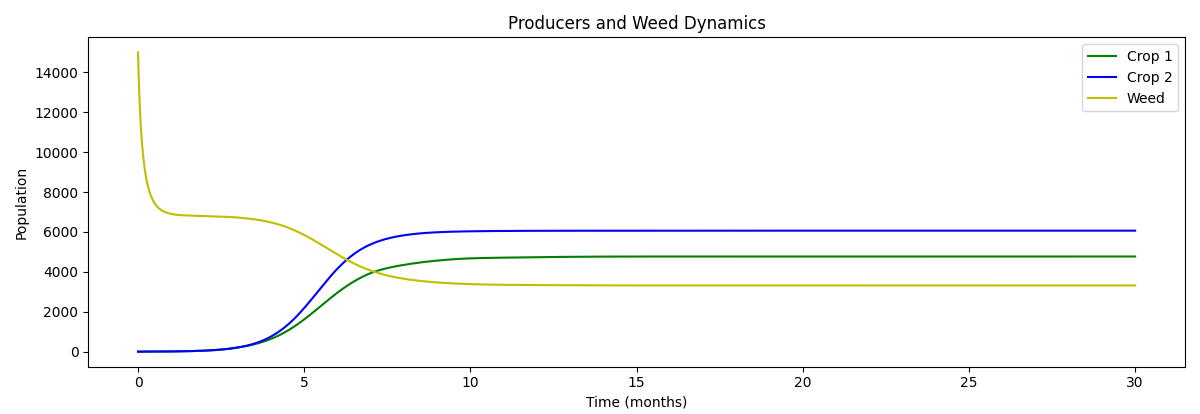 Producers and Weed Dynamics
Population
14000
12000
10000
8000
6000
4000
2000
0
Crop 1
Crop 2
Weed
0 5 10 15 20 25 30
Time (months)